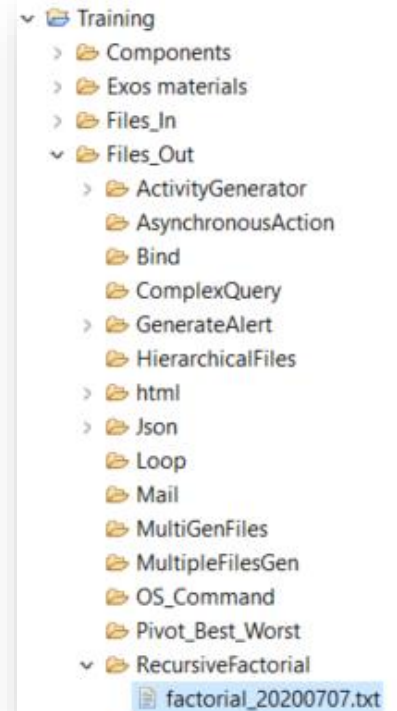 Training
Components
Exos materials
Files_In
Files_Out
ActivityGenerator
AsynchronousAction
Bind
ComplexQuery
GenerateAlert
HierarchicalFiles
html
Json
Loop
Mail
MultiGenFiles
MultipleFilesGen
OS_Command
Pivot_Best_Worst
RecursiveFactorial
factorial_20200707.txt